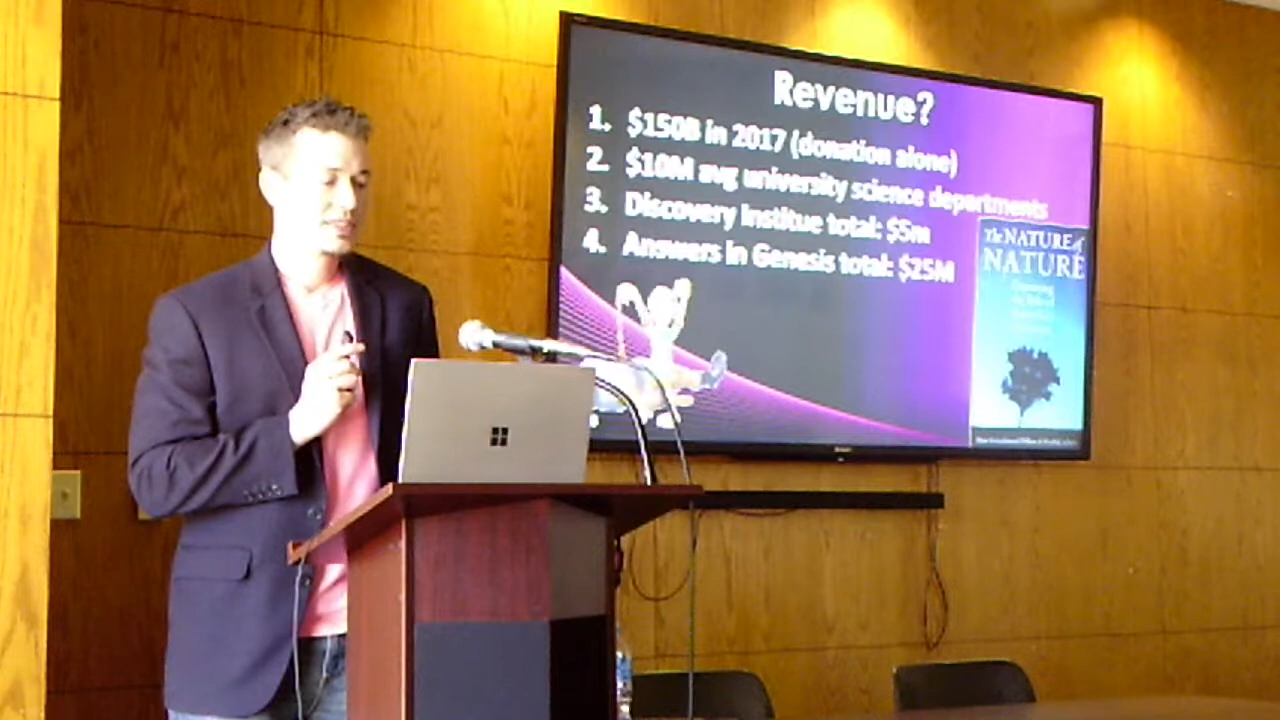 Revenue?
1. $150B in 2017 (donation alone)
2. $10M avg university science departments
3. Discovery Institue total: $5m
4. Answers in Genesis total: $25M
The NATURE of
NATURE